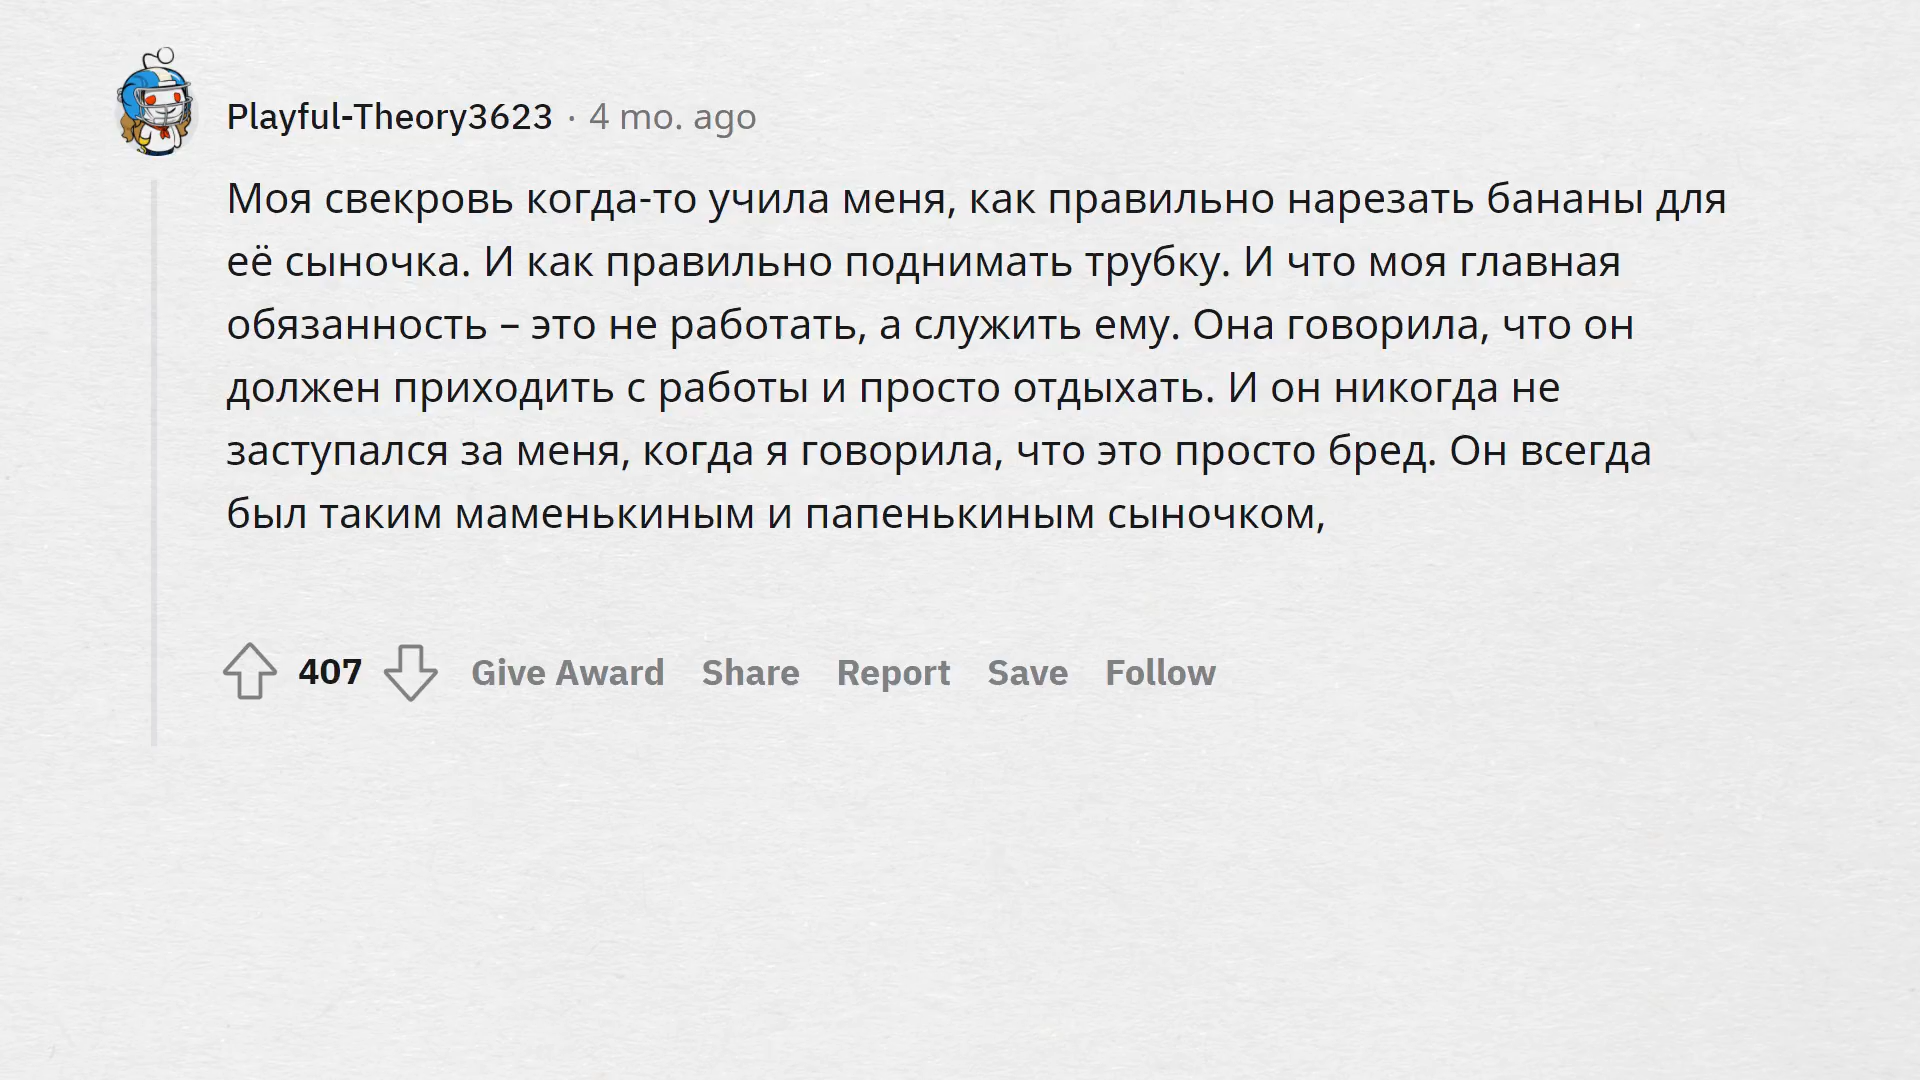 Playful-Theory3623 · 4 mo. ago
Моя свекровь когда-то учила меня, как правильно нарезать бананы для
её сыночка. И как правильно поднимать трубку. И что моя главная
обязанность – это не работать, а служить ему. Она говорила, что он
должен приходить с работы и просто отдыхать. И он никогда не
заступался за меня, когда я говорила, что это просто бред. Он всегда
был таким маменькиным и папенькиным сыночком,
407 Give Award Share Report Save Follow